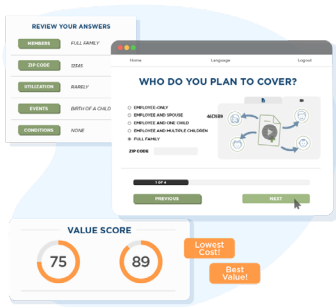 REVIEW YOUR ANSWERS
MEMBERS FULL FAMILY
ZIP CODE
UTILIZATION RARELY
EVENTS BIRTH OF A CHILD
CONDITIONS NONE
Home Language Logout
WHO DO YOU PLAN TO COVER?
EMPLOYEE-ONLY
EMPLOYEE AND SPOUSE
EMPLOYEE AND ONE CHILD
EMPLOYEE AND MULTIPLE CHILDREN
FULL FAMILY
ZIP CODE
1 OF 4
PREVIOUS NEXT
VALUE SCORE
75 89
Lowest
Cost!
Best
Value!